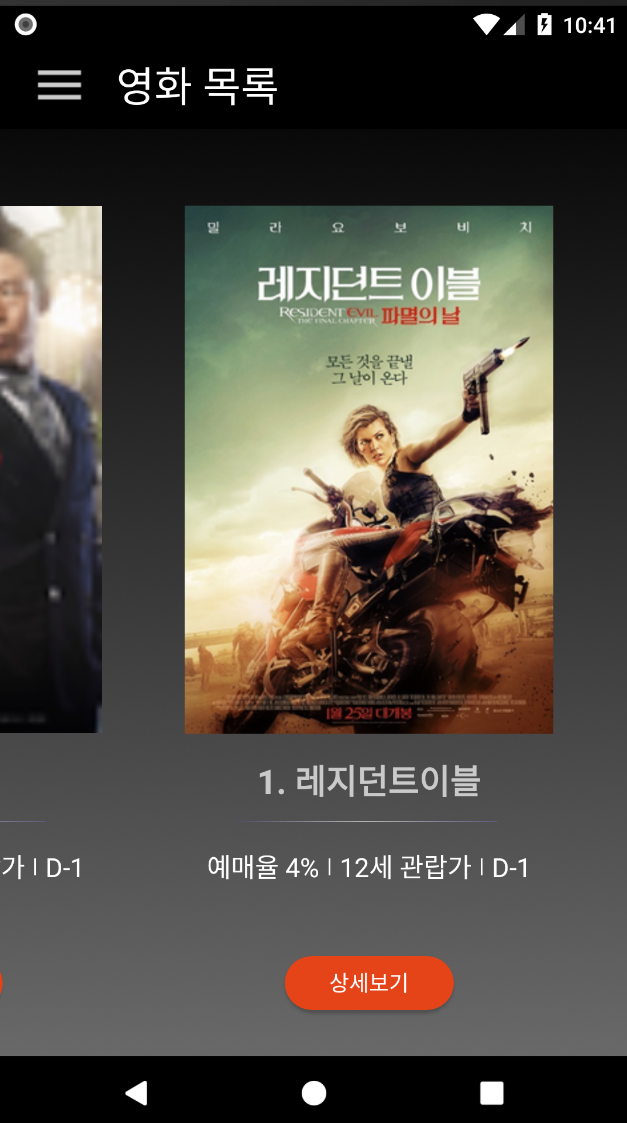 10:41
영화 목록
밀 라 요 보 비 치
레지던트 이블
RESIDENT EVIL
THE FINAL CHAPTER
파멸의 날
모든 것을 끝낼
그 날이 온다
1월 25일 대개봉
1. 레지던트이블
가 | D-1
예매율 4% | 12세 관랍가 | D-1
상세보기